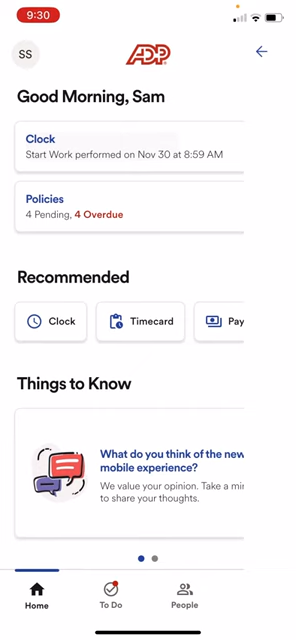 9:30
SS
ADP
Good Morning, Sam
Clock
Start Work performed on Nov 30 at 8:59 AM
Policies
4 Pending, 4 Overdue
Recommended
Clock
Timecard
Pay
Things to Know
What do you think of the new
mobile experience?
We value your opinion. Take a
to share your thoughts.
Home
To Do
People